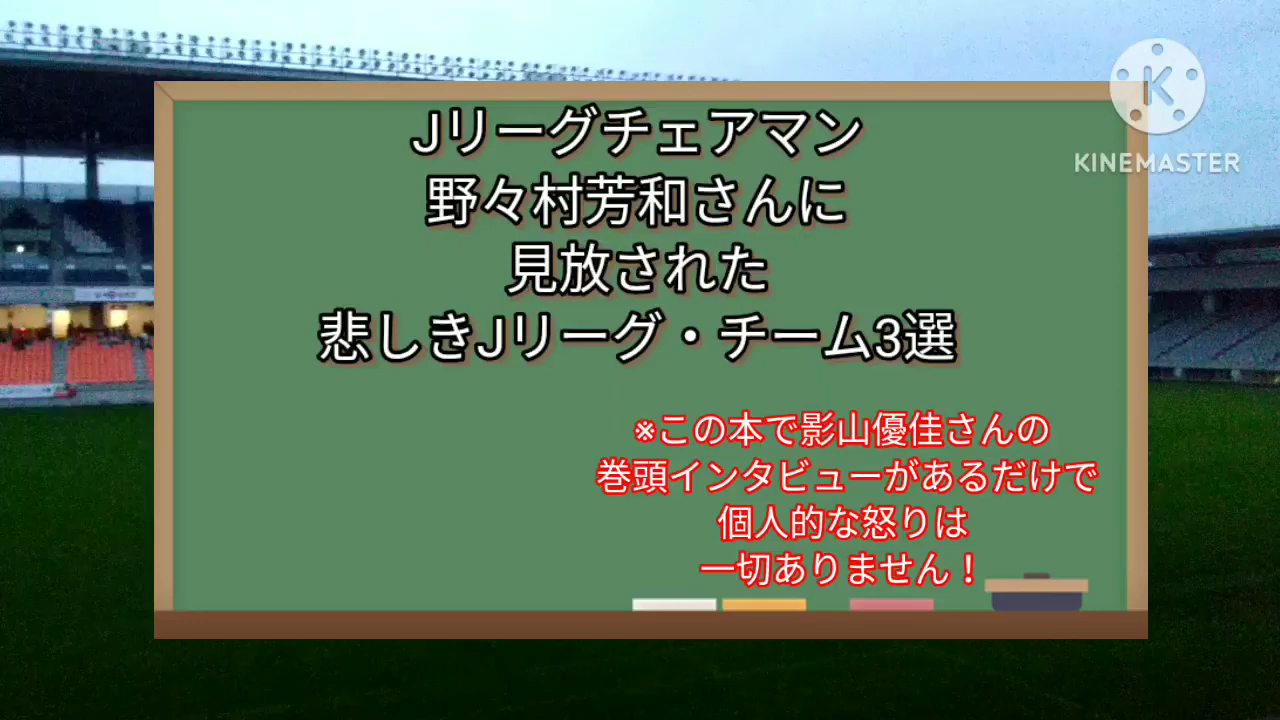 Jリーグチェアマン
野々村芳和さんに
見放された
悲しきJリーグ・チーム3選
※この本で影山優佳さんの
巻頭インタビューがあるだけで
個人的な怒りは
一切ありません！
K
KINEMASTER